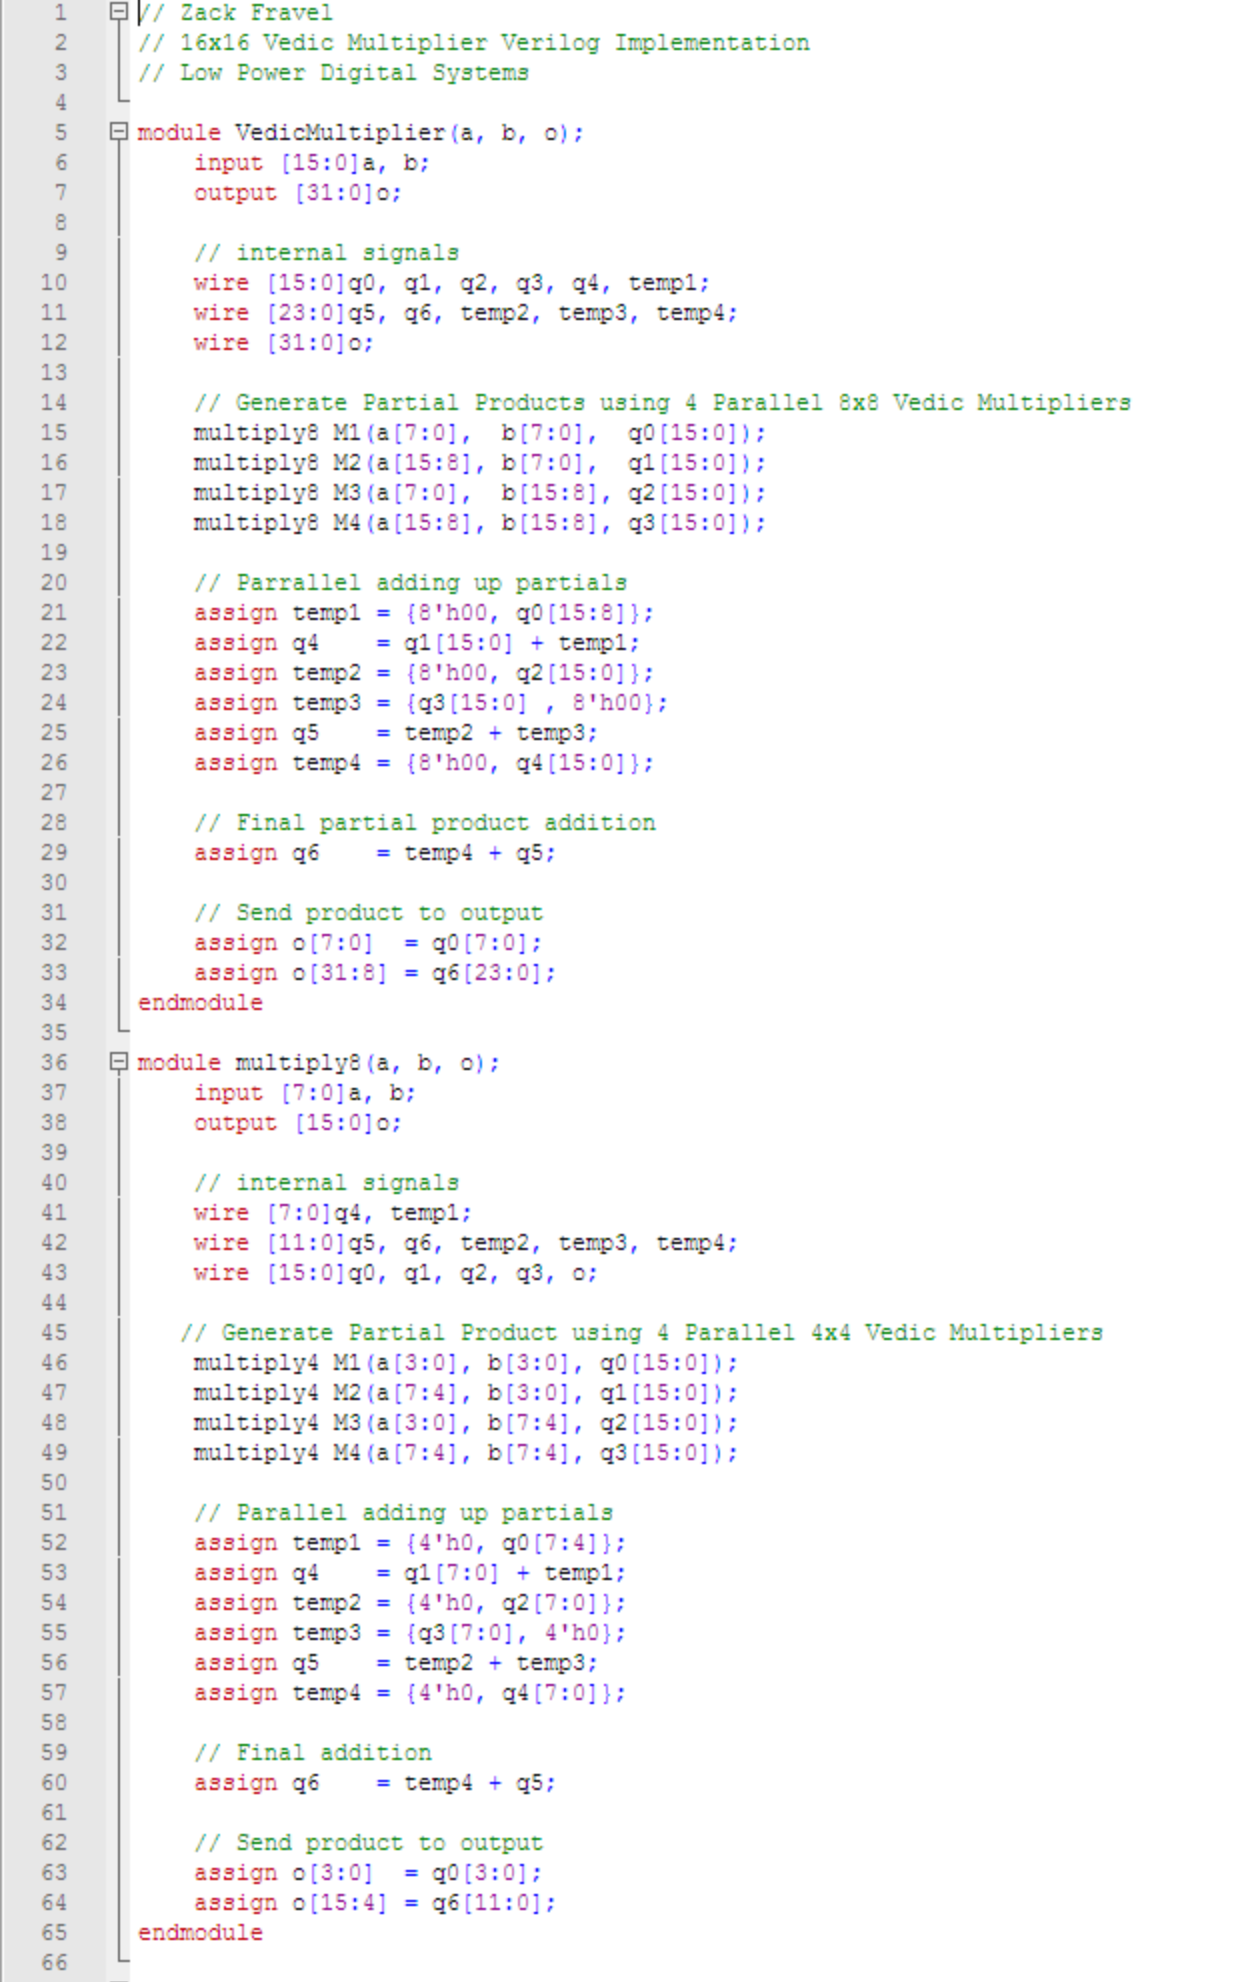 1 // Zack Fravel
2 // 16x16 Vedic Multiplier Verilog Implementation
3 // Low Power Digital Systems
4
5 module VedicMultiplier(a, b, o);
6 input [15:0]a, b;
7 output [31:0]o;
8
9 // internal signals
10 wire [15:0]q0, q1, q2, q3, q4, temp1;
11 wire [23:0]q5, q6, temp2, temp3, temp4;
12 wire [31:0]o;
13
14 // Generate Partial Products using 4 Parallel 8x8 Vedic Multipliers
15 multiply8 M1(a[7:0],  b[7:0],  q0[15:0]);
16 multiply8 M2(a[15:8], b[7:0],  q1[15:0]);
17 multiply8 M3(a[7:0],  b[15:8], q2[15:0]);
18 multiply8 M4(a[15:8], b[15:8], q3[15:0]);
19
20 // Parrallel adding up partials
21 assign temp1 = {8'h00, q0[15:8]};
22 assign q4    = q1[15:0] + temp1;
23 assign temp2 = {8'h00, q2[15:0]};
24 assign temp3 = {q3[15:0] , 8'h00};
25 assign q5    = temp2 + temp3;
26 assign temp4 = {8'h00, q4[15:0]};
27
28 // Final partial product addition
29 assign q6    = temp4 + q5;
30
31 // Send product to output
32 assign o[7:0]  = q0[7:0];
33 assign o[31:8] = q6[23:0];
34 endmodule
35
36 module multiply8(a, b, o);
37 input [7:0]a, b;
38 output [15:0]o;
39
40 // internal signals
41 wire [7:0]q4, temp1;
42 wire [11:0]q5, q6, temp2, temp3, temp4;
43 wire [15:0]q0, q1, q2, q3, o;
44
45 // Generate Partial Product using 4 Parallel 4x4 Vedic Multipliers
46 multiply4 M1(a[3:0], b[3:0], q0[15:0]);
47 multiply4 M2(a[7:4], b[3:0], q1[15:0]);
48 multiply4 M3(a[3:0], b[7:4], q2[15:0]);
49 multiply4 M4(a[7:4], b[7:4], q3[15:0]);
50
51 // Parallel adding up partials
52 assign temp1 = {4'h0, q0[7:4]};
53 assign q4    = q1[7:0] + temp1;
54 assign temp2 = {4'h0, q2[7:0]};
55 assign temp3 = {q3[7:0], 4'h0};
56 assign q5    = temp2 + temp3;
57 assign temp4 = {4'h0, q4[7:0]};
58
59 // Final addition
60 assign q6    = temp4 + q5;
61
62 // Send product to output
63 assign o[3:0]  = q0[3:0];
64 assign o[15:4] = q6[11:0];
65 endmodule
66